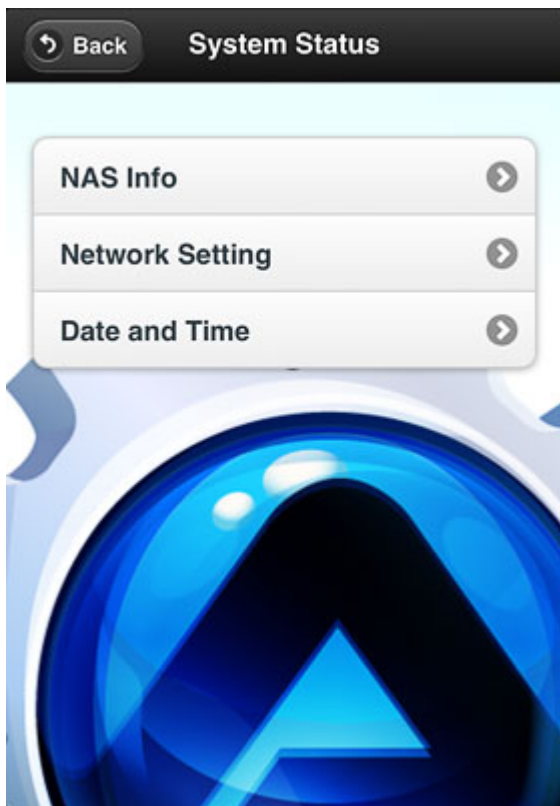 Back
System Status
NAS Info
Network Setting
Date and Time